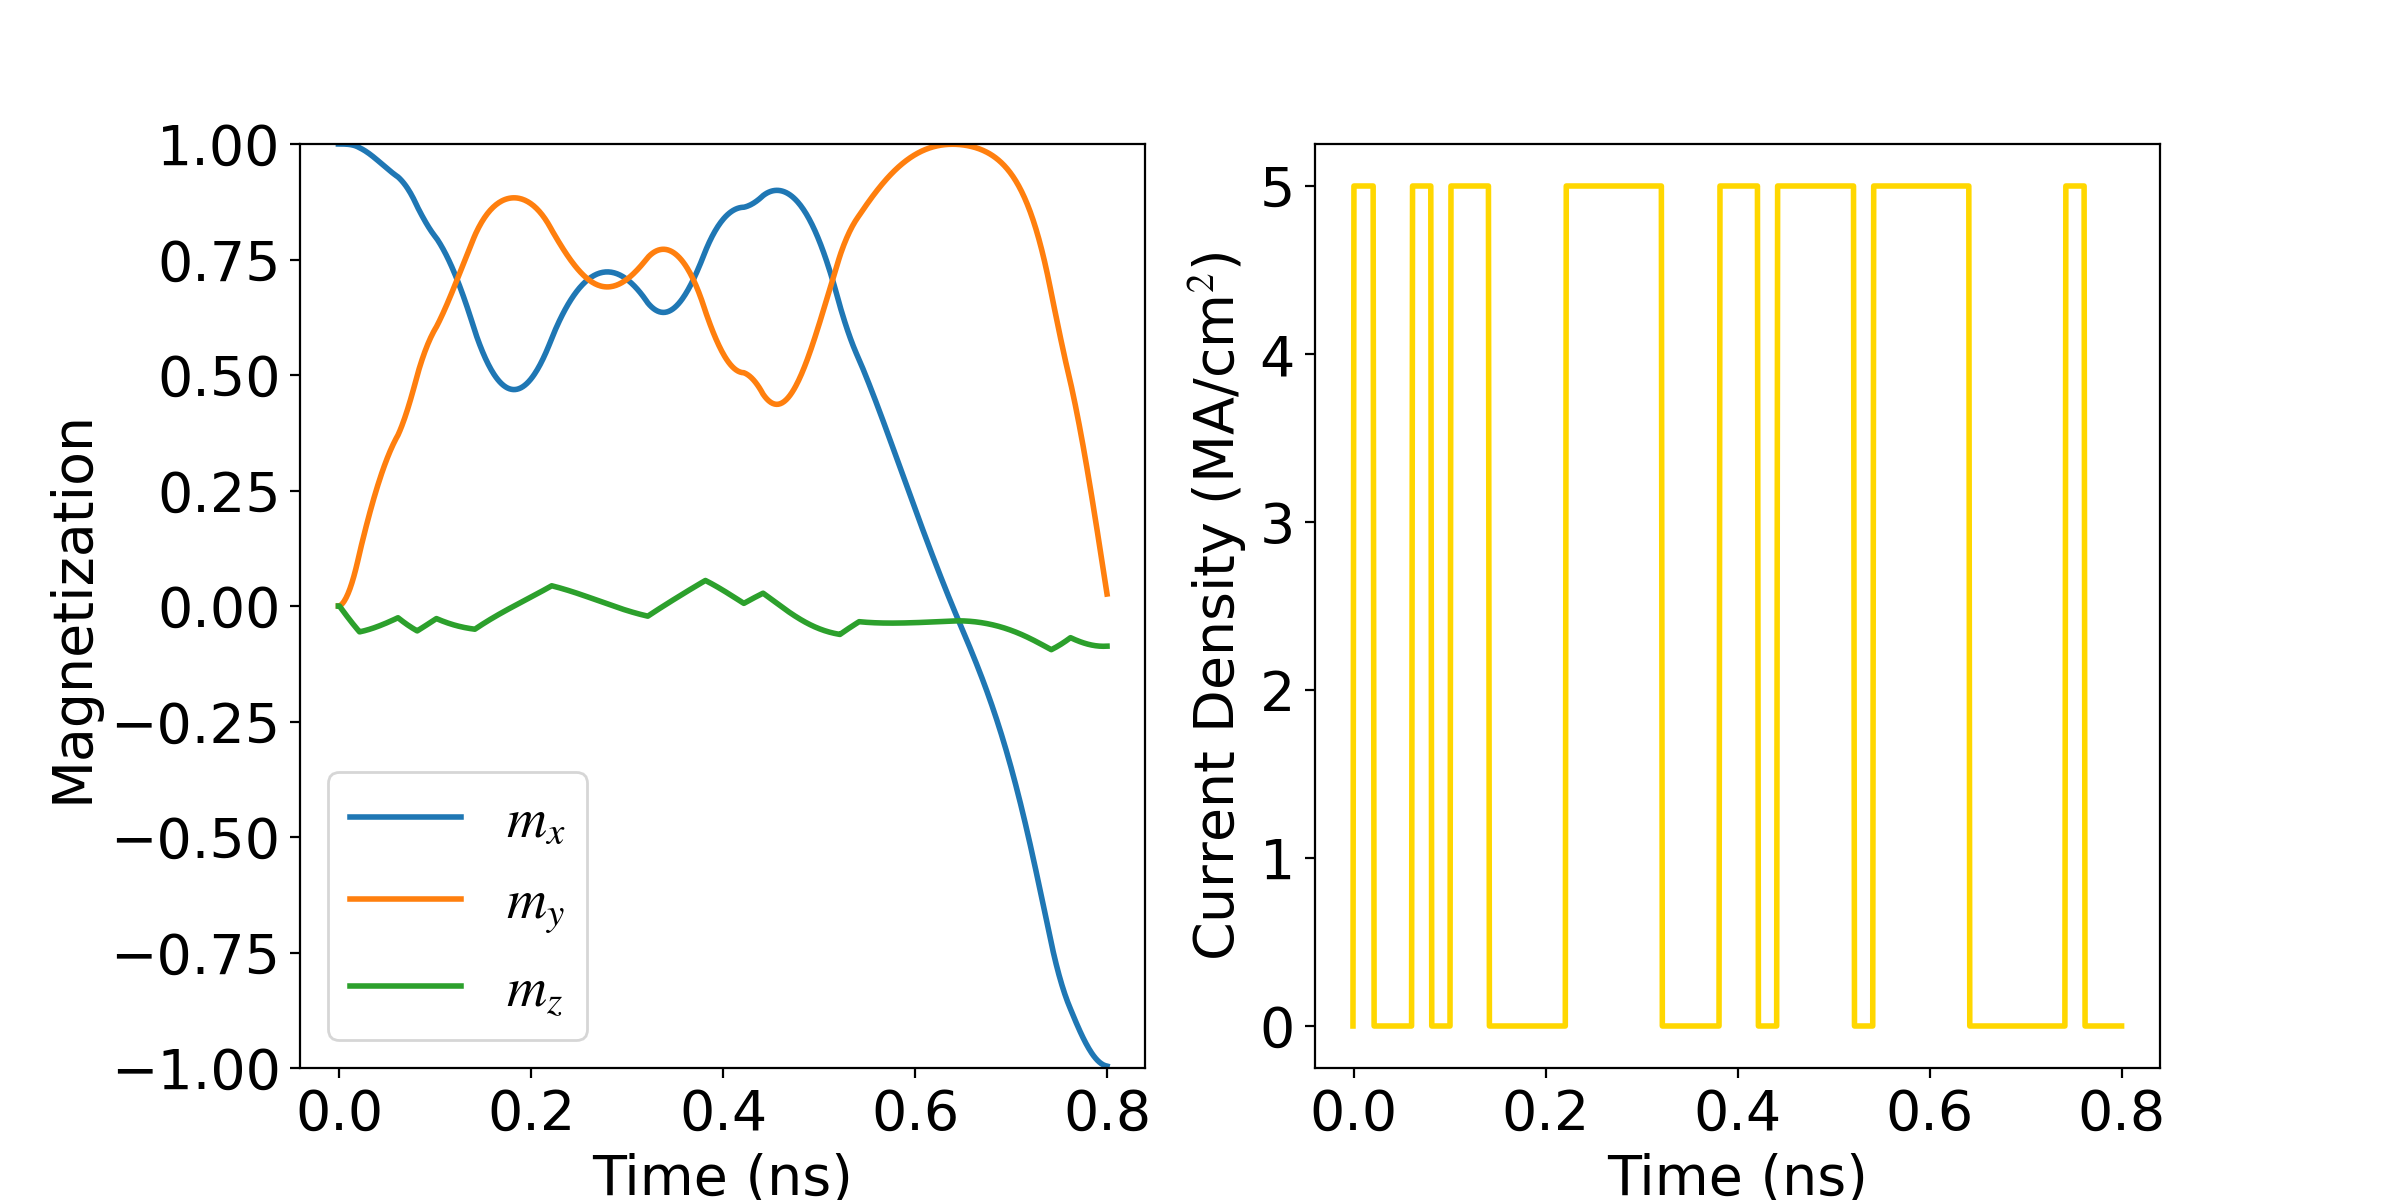 1.00
0.75
0.50
0.25
0.00
−0.25
−0.50
−0.75
−1.00
Magnetization
m_x
m_y
m_z
0.0 0.2 0.4 0.6 0.8
Time (ns)
5
4
3
2
1
0
Current Density (MA/cm²)
0.0 0.2 0.4 0.6 0.8
Time (ns)